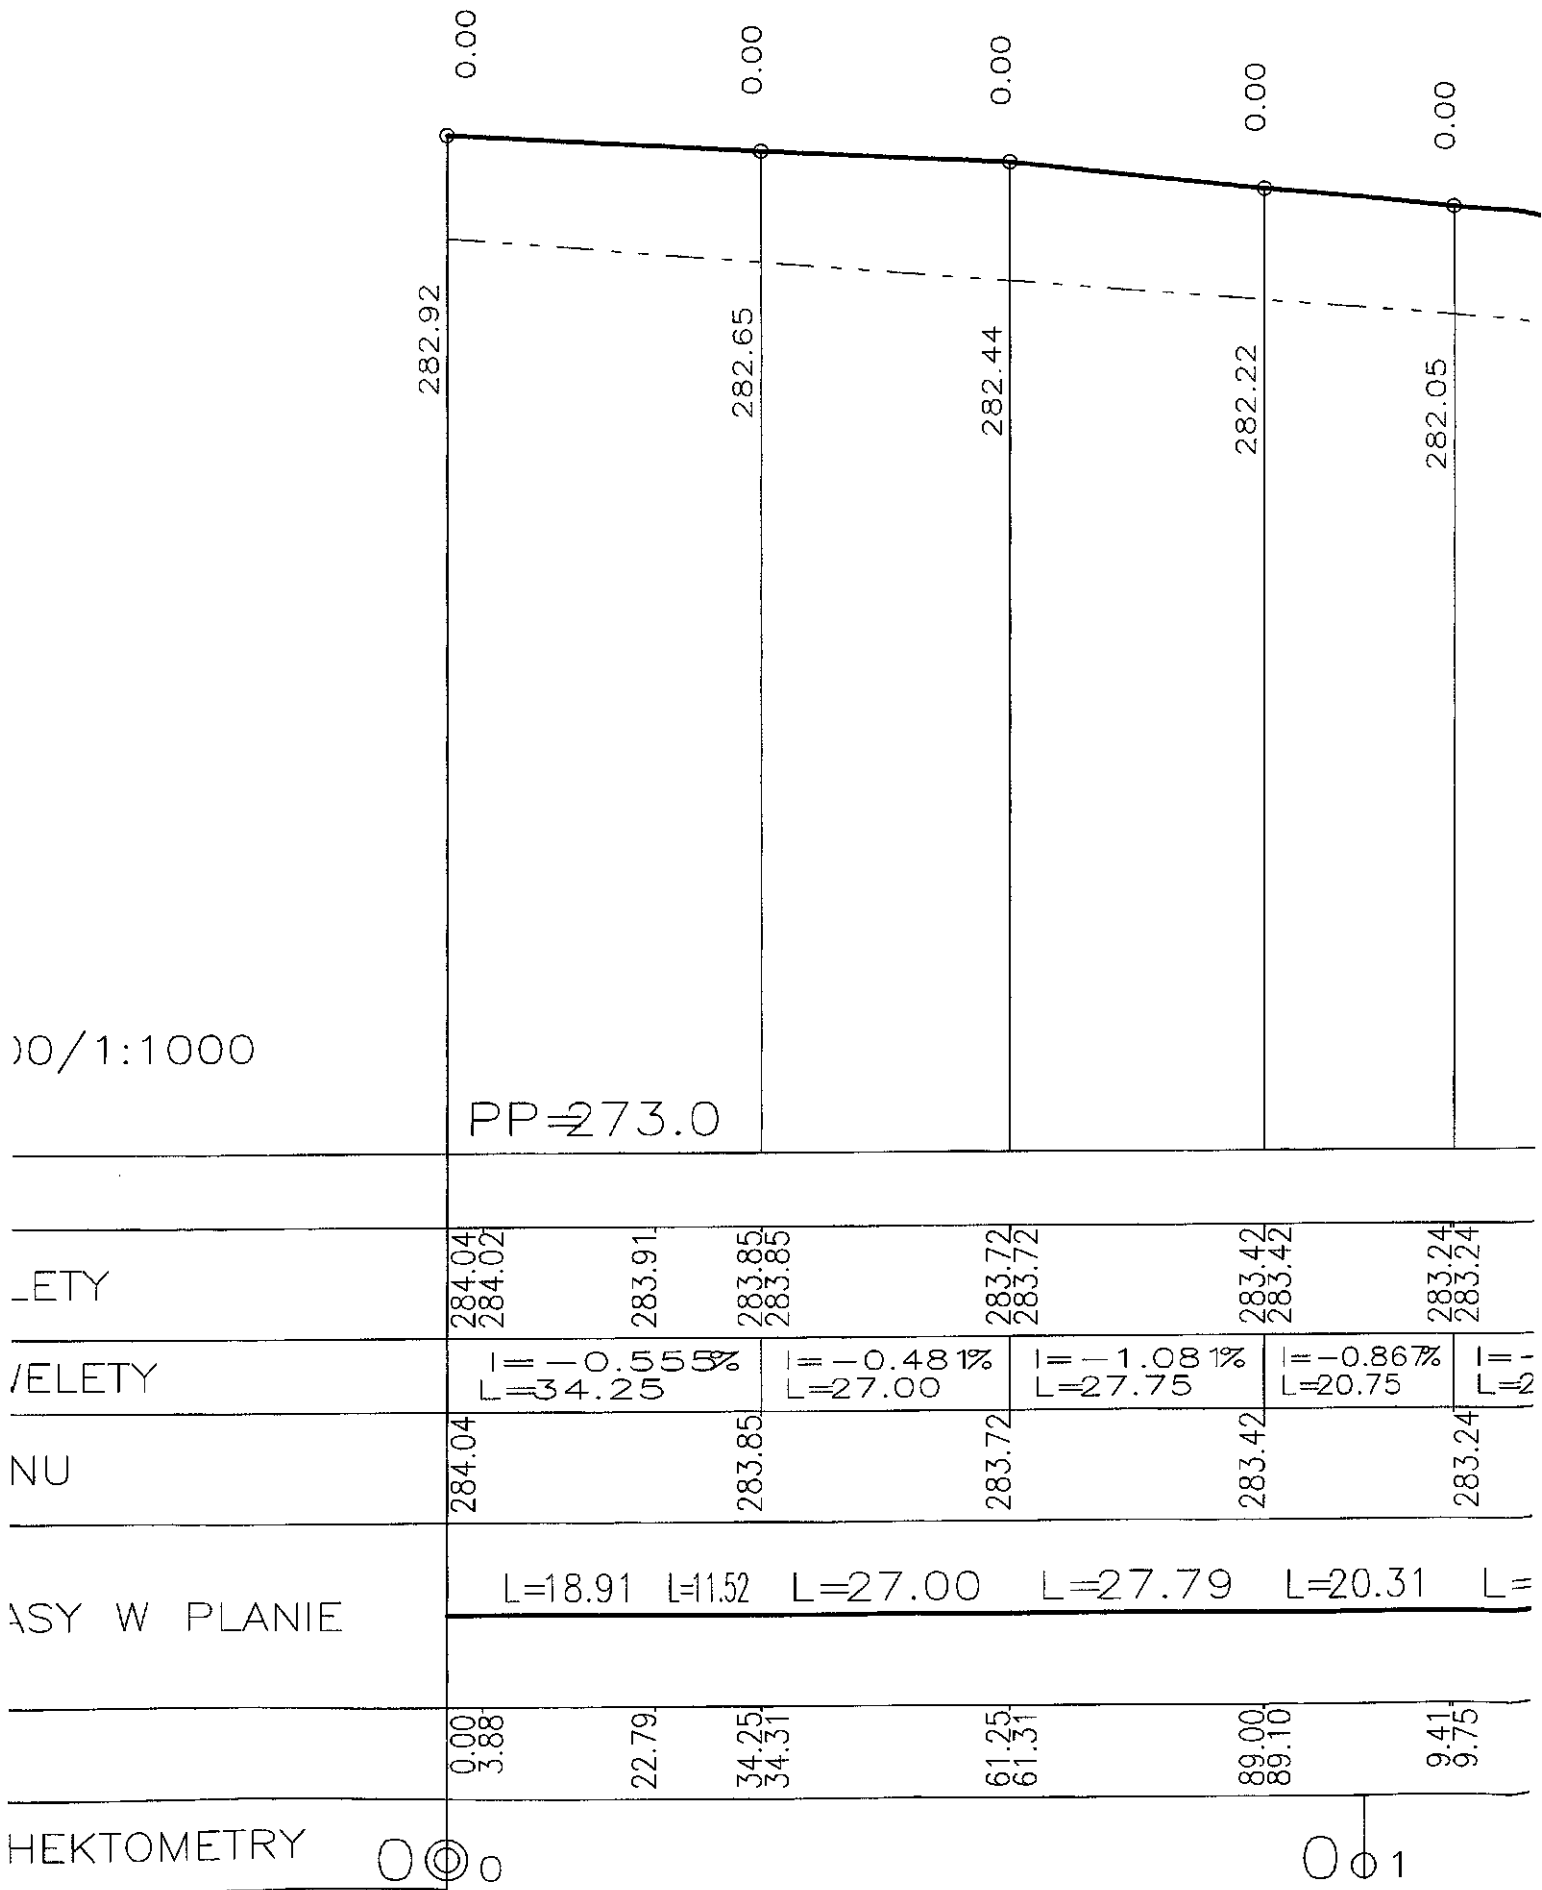 0.00 0.00 0.00 0.00 0.00
282.92 282.65 282.44 282.22 282.05
00/1:1000
PP=273.0
LETY 284.04 284.02 283.91 283.85 283.85 283.72 283.72 283.42 283.42 283.24 283.24
WELETY I=-0.555% I=-0.481% I=-1.081% I=-0.867% I=-
L=34.25 L=27.00 L=27.75 L=20.75 L=2
NU 284.04 283.85 283.72 283.42 283.24
L=18.91 L=11.52 L=27.00 L=27.79 L=20.31 L=
ASY W PLANIE
0.00 3.88 22.79 34.25 34.31 61.25 61.31 89.00 89.10 9.41 9.75
HEKTOMETRY 0 0 0 1